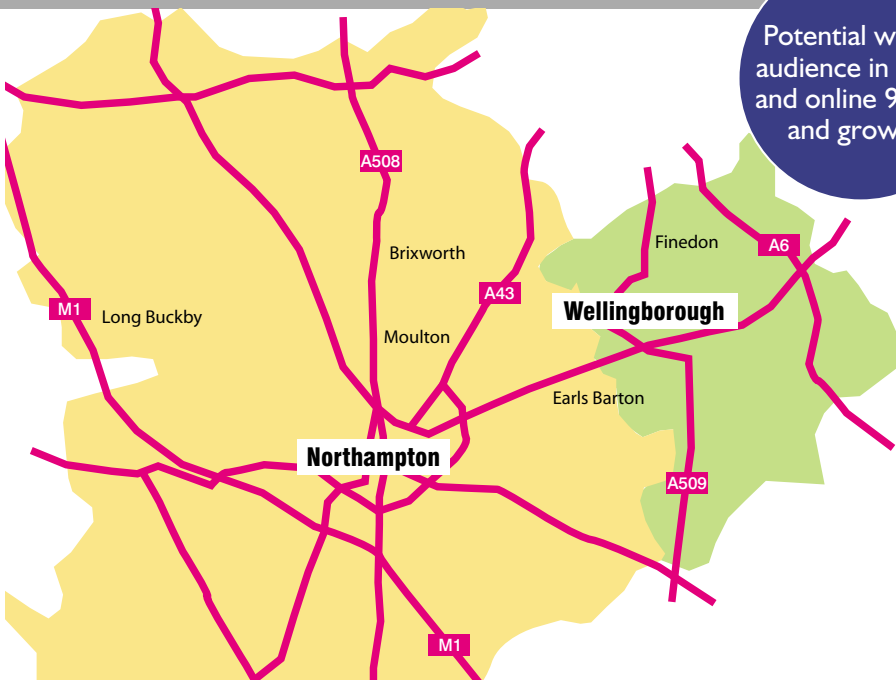 Potential
audience in
and online 9
and grow
A508
Finedon
A6
Brixworth
A43
M1
Long Buckby
Wellingborough
Moulton
Earls Barton
Northampton
A509
M1